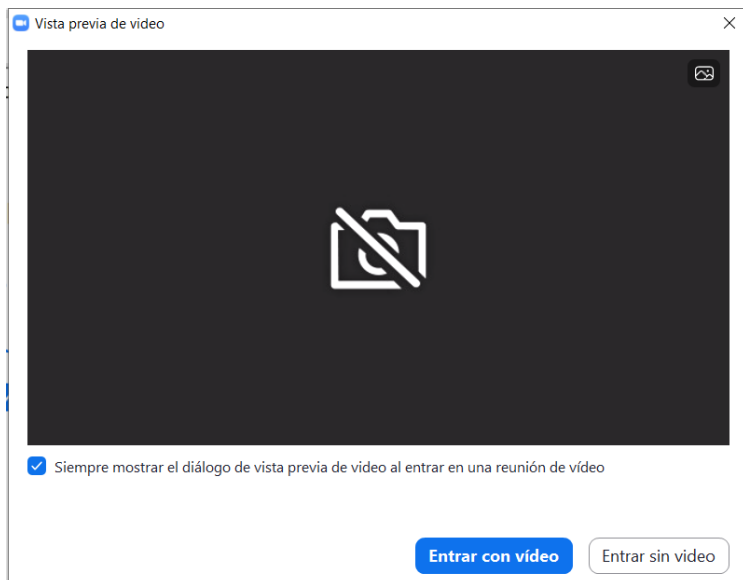 Vista previa de video
Siempre mostrar el diálogo de vista previa de video al entrar en una reunión de vídeo
Entrar con vídeo
Entrar sin video